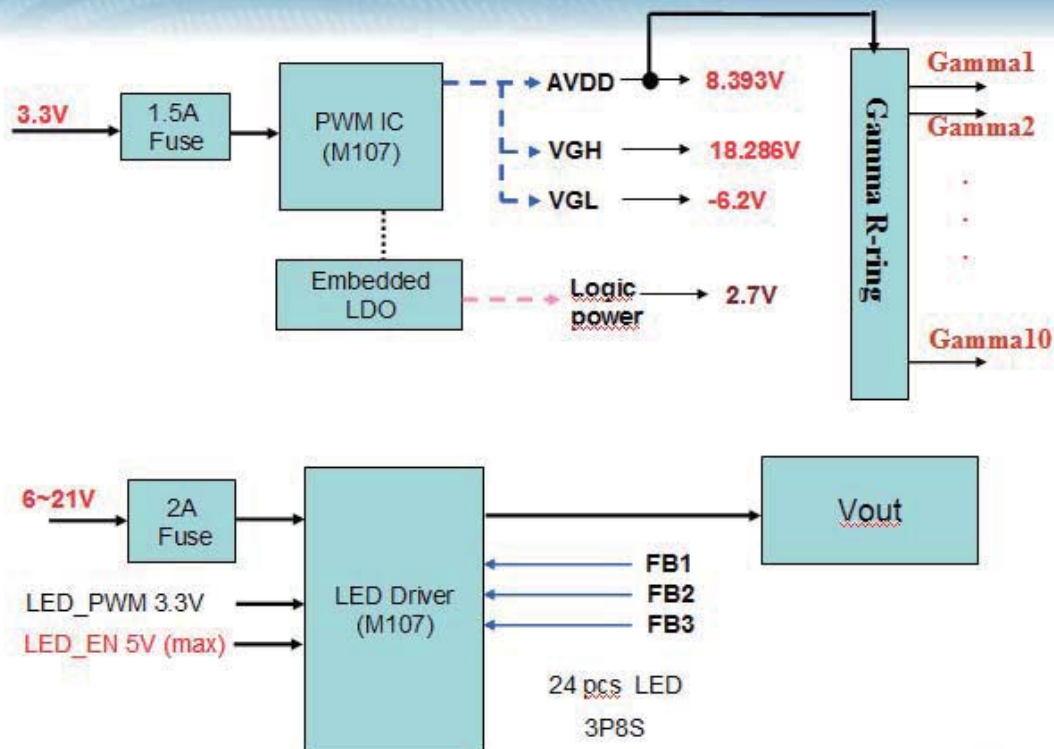 3.3V
1.5A
Fuse
PWM IC
(M107)
AVDD
8.393V
VGH
18.286V
VGL
-6.2V
Embedded
LDO
Logic
power
2.7V
Gamma R-ring
Gamma1
Gamma2
.
.
.
Gamma10
6~21V
2A
Fuse
LED_PWM 3.3V
LED_EN 5V (max)
LED Driver
(M107)
Vout
FB1
FB2
FB3
24 pcs LED
3P8S